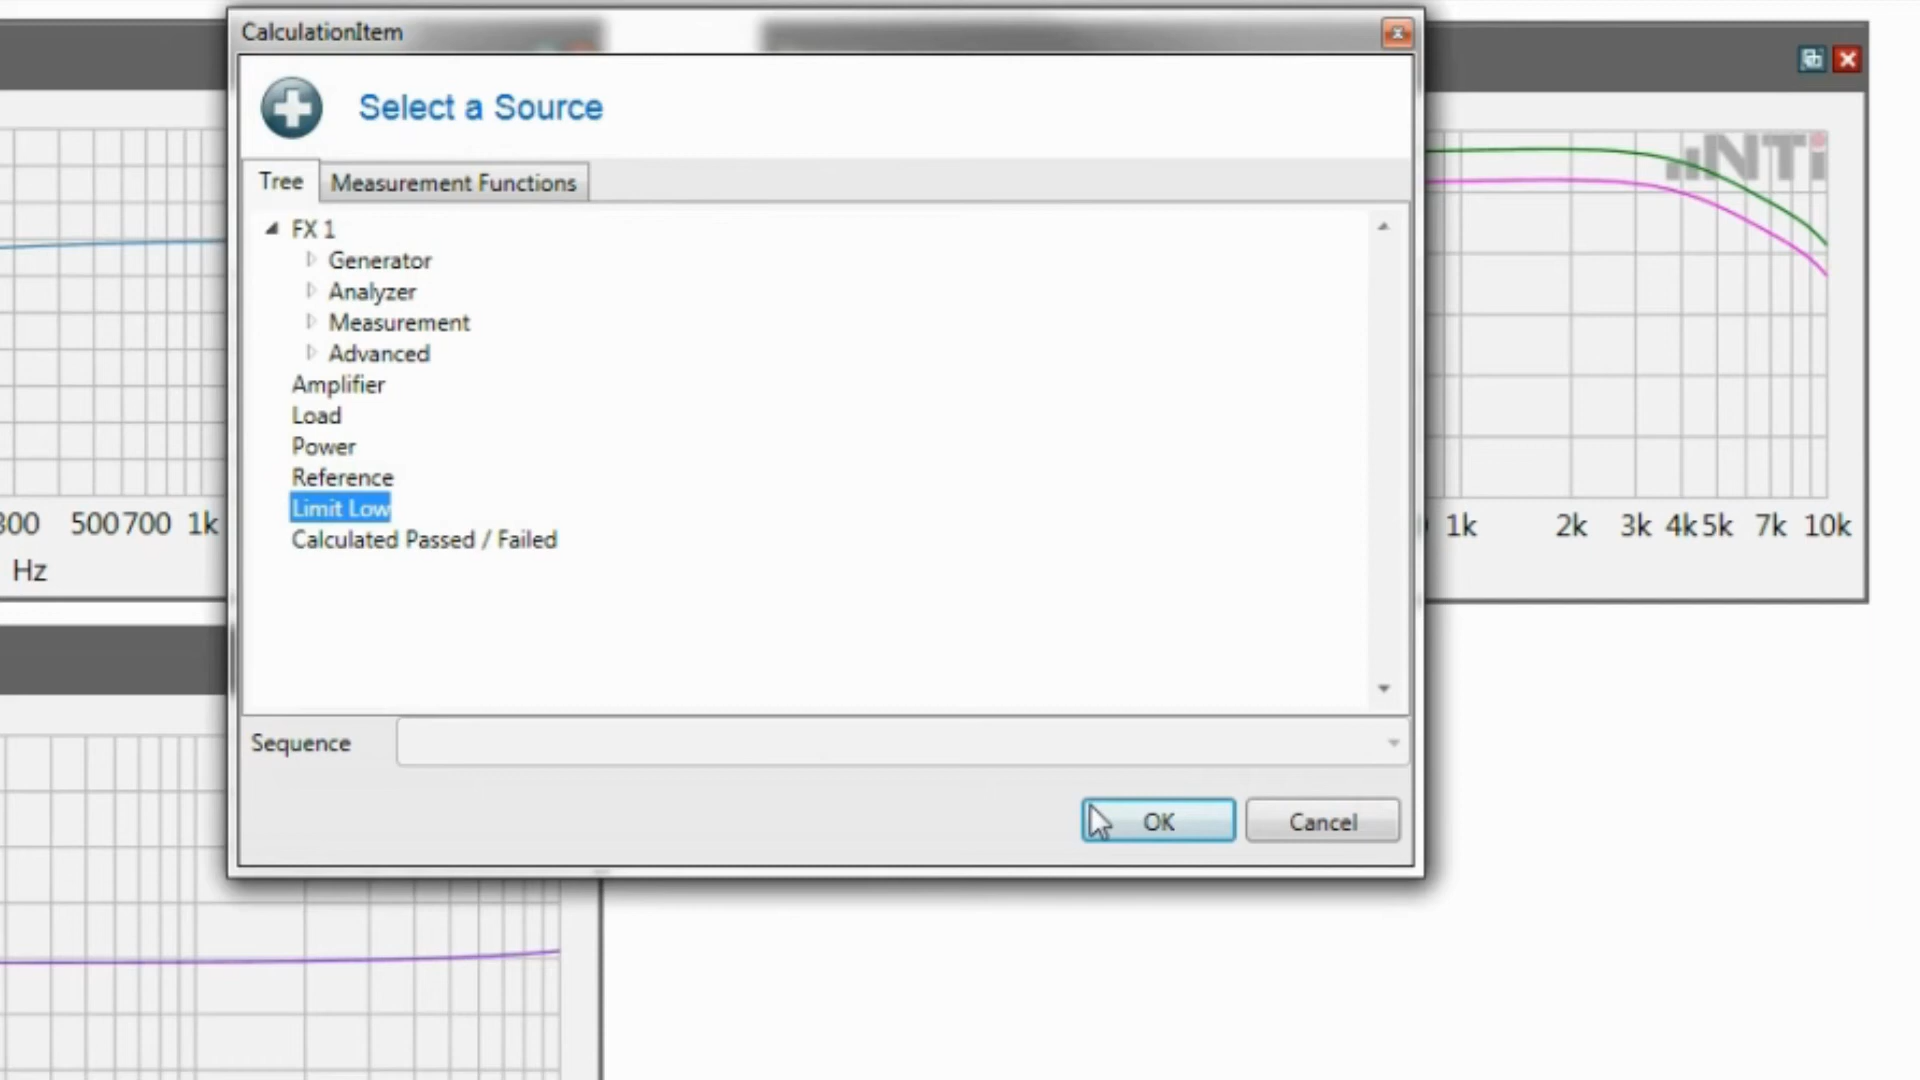 CalculationItem
Select a Source
Tree
Measurement Functions
FX 1
Generator
Analyzer
Measurement
Advanced
Amplifier
Load
Power
Reference
Limit Low
Calculated Passed / Failed
Sequence
OK
Cancel
500 700 1k
Hz
NTi
1k 2k 3k 4k 5k 7k 10k